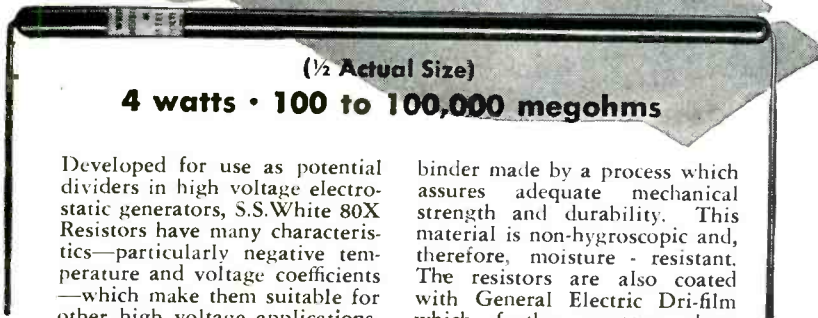 (½ Actual Size)
4 watts • 100 to 100,000 megohms
Developed for use as potential
dividers in high voltage electro-
static generators, S.S.White 80X
Resistors have many characteris-
tics—particularly negative tem-
perature and voltage coefficients
—which make them suitable for
other high voltage applications.
binder made by a process which
assures adequate mechanical
strength and durability. This
material is non-hygroscopic and,
therefore, moisture - resistant.
The resistors are also coated
with General Electric Dri-film